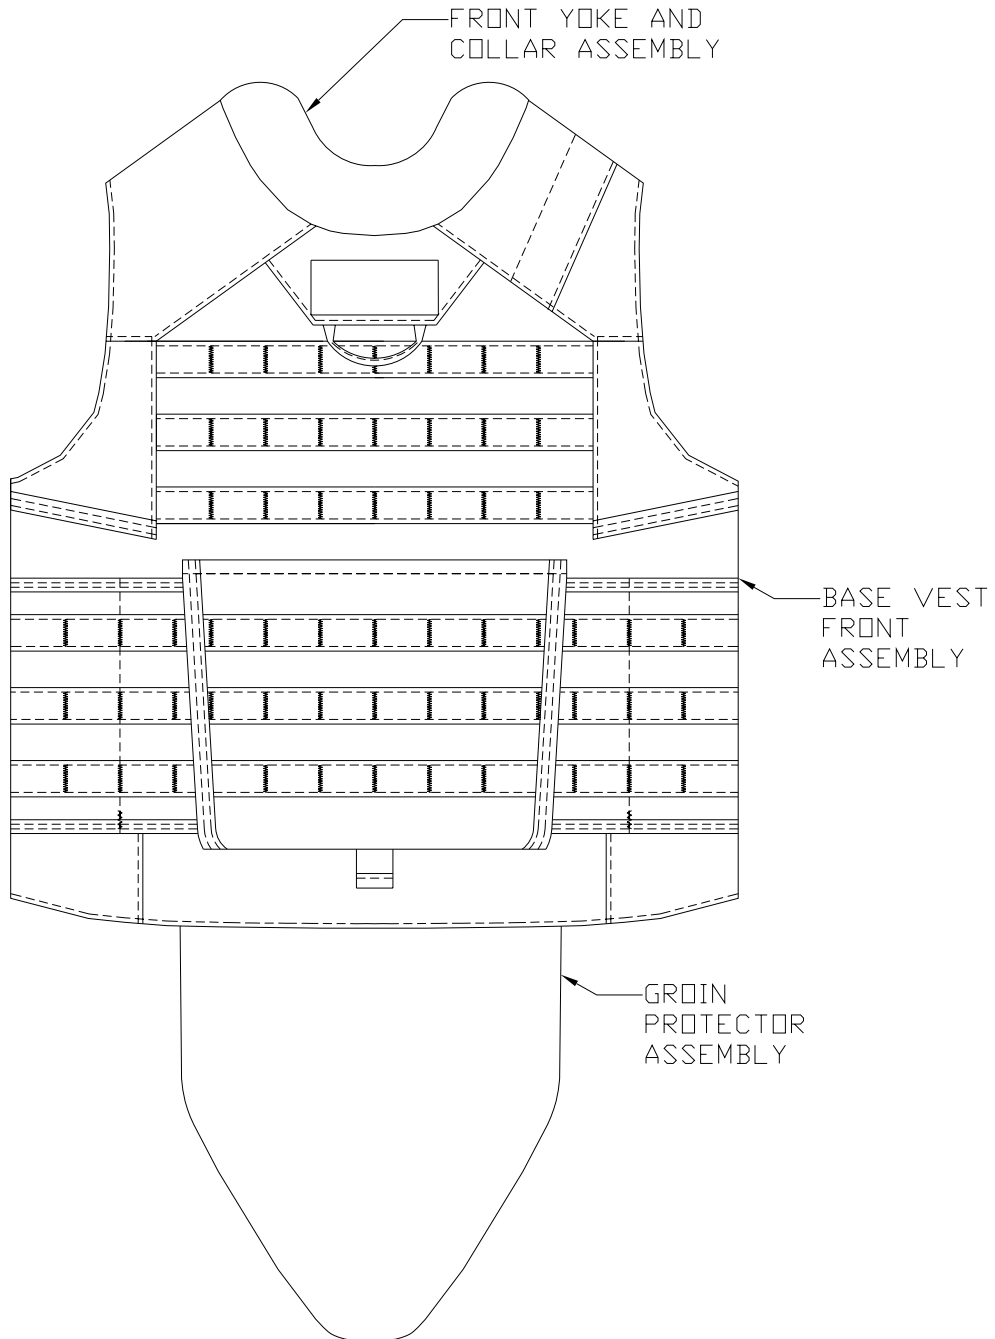 FRONT YOKE AND
COLLAR ASSEMBLY
BASE VEST
FRONT
ASSEMBLY
GROIN
PROTECTOR
ASSEMBLY